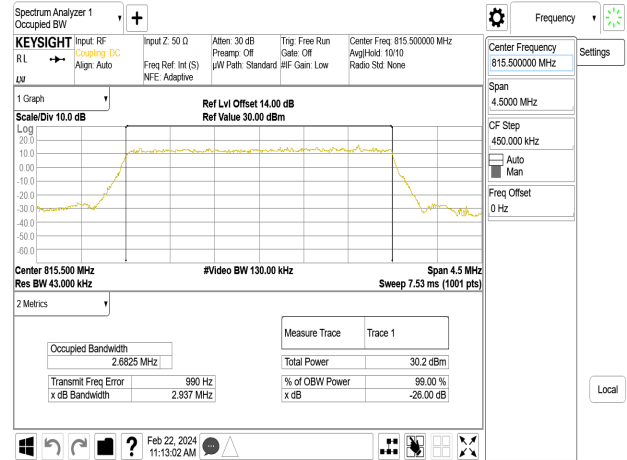 Spectrum Analyzer 1
Occupied BW
Frequency
KEYSIGHT
Input: RF
Coupling: DC
Align: Auto
RL
LXI
Input Z: 50 Ω
Freq Ref: Int (S)
NFE: Adaptive
Atten: 30 dB
Preamp: Off
µW Path: Standard
Trig: Free Run
Gate: Off
#IF Gain: Low
Center Freq: 815.500000 MHz
Avg|Hold: 10/10
Radio Std: None
Center Frequency
815.500000 MHz
Settings
Span
4.5000 MHz
CF Step
450.000 kHz
Auto
Man
Freq Offset
0 Hz
Local
1 Graph
Scale/Div 10.0 dB
Ref Lvl Offset 14.00 dB
Ref Value 30.00 dBm
Log
20.0
10.0
0.00
-10.0
-20.0
-30.0
-40.0
-50.0
-60.0
Center 815.500 MHz
Res BW 43.000 kHz
#Video BW 130.00 kHz
Span 4.5 MHz
Sweep 7.53 ms (1001 pts)
2 Metrics
Occupied Bandwidth
2.6825 MHz
Transmit Freq Error 990 Hz
x dB Bandwidth 2.937 MHz
Measure Trace Trace 1
Total Power 30.2 dBm
% of OBW Power 99.00 %
x dB -26.00 dB
?
Feb 22, 2024
11:13:02 AM